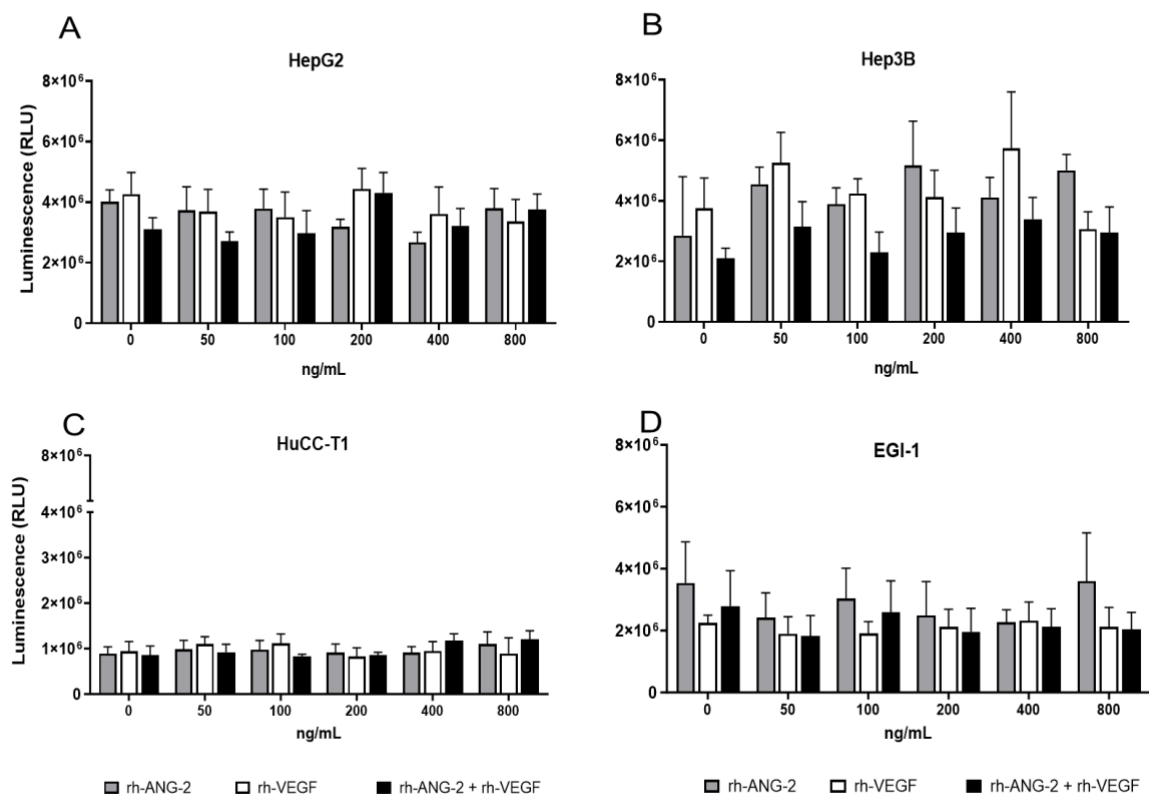 A
HepG2
Luminescence (RLU)
8×10⁶
6×10⁶
4×10⁶
2×10⁶
0
0 50 100 200 400 800
ng/mL
B
Hep3B
8×10⁶
6×10⁶
4×10⁶
2×10⁶
0
0 50 100 200 400 800
ng/mL
C
HuCC-T1
Luminescence (RLU)
8×10⁶
4×10⁶
3×10⁶
2×10⁶
1×10⁶
0
0 50 100 200 400 800
ng/mL
D
EGI-1
8×10⁶
6×10⁶
4×10⁶
2×10⁶
0
0 50 100 200 400 800
ng/mL
rh-ANG-2 rh-VEGF rh-ANG-2 + rh-VEGF
rh-ANG-2 rh-VEGF rh-ANG-2 + rh-VEGF